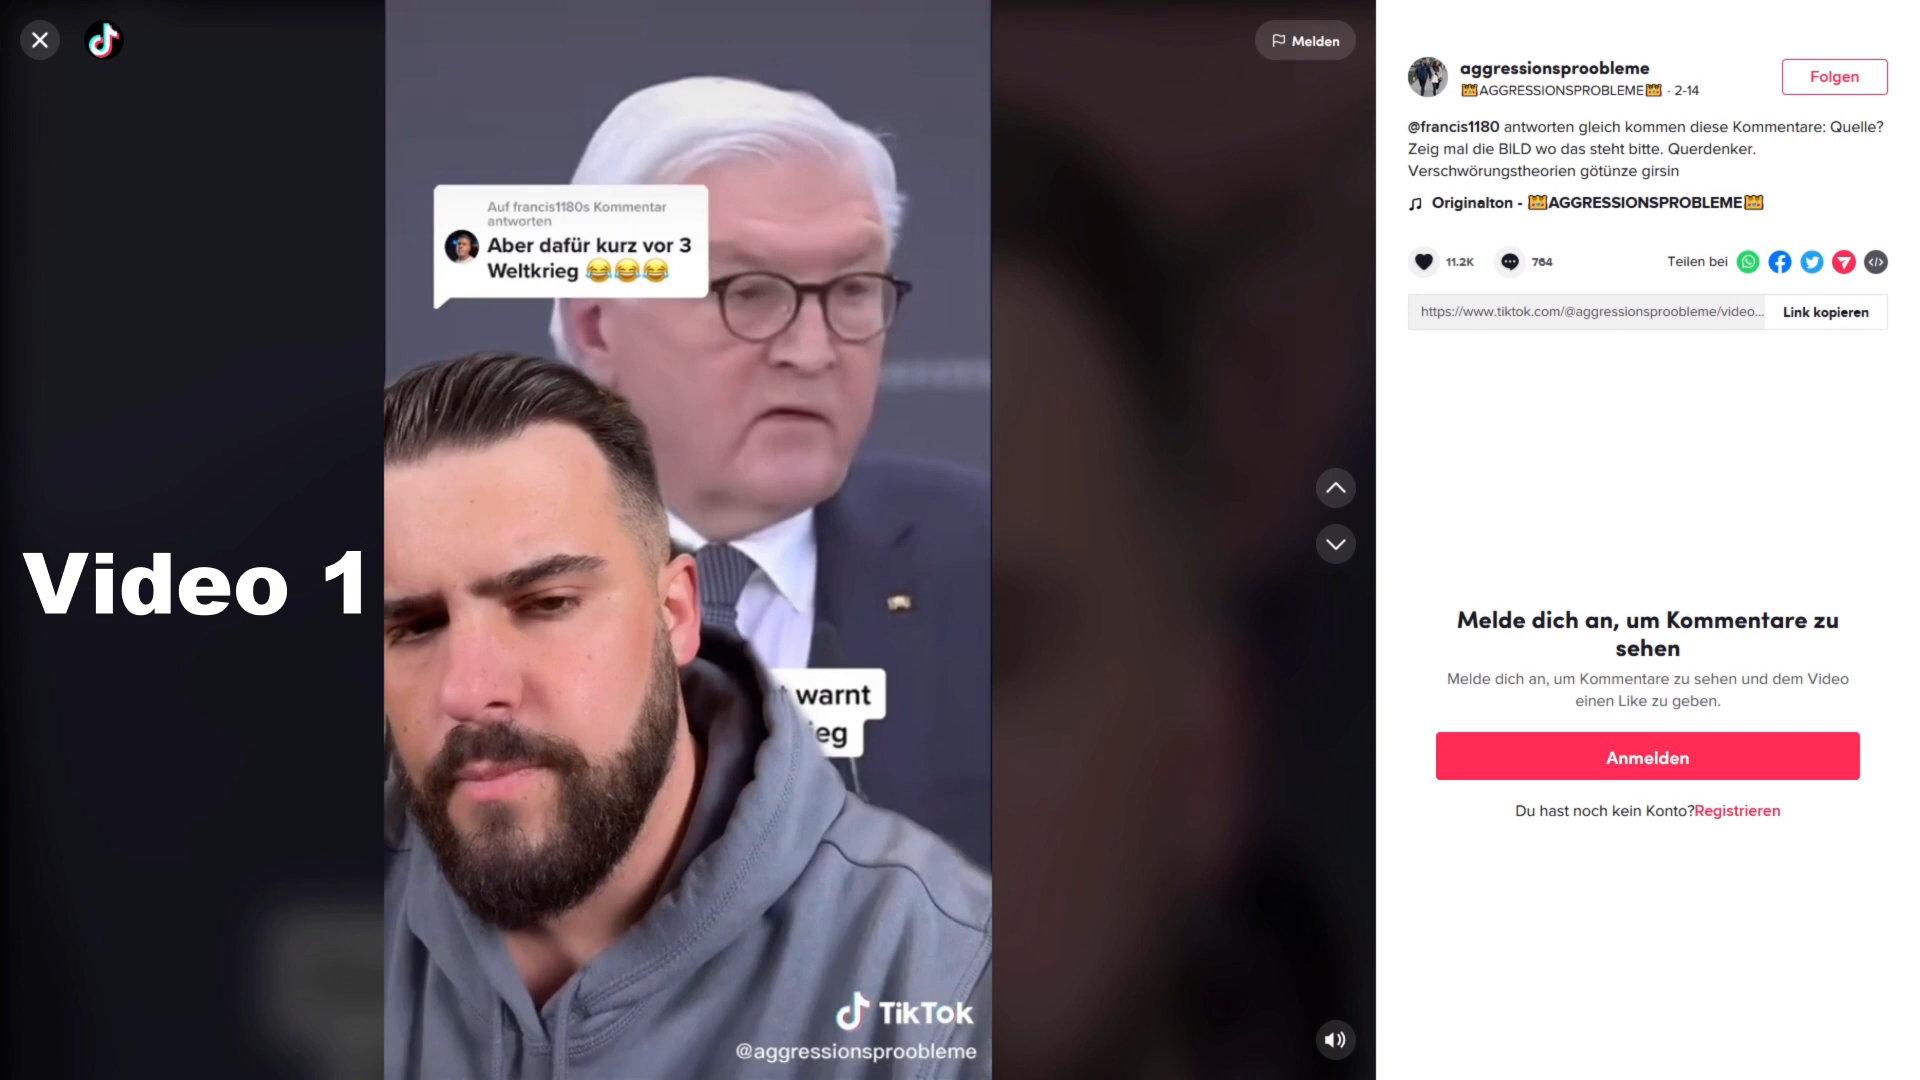 Melden
Auf francis1180s Kommentar
antworten
Aber dafür kurz vor 3
Weltkrieg 😂😂😂
Video 1
warnt
TikTok
@aggressionsproobleme
aggressionsproobleme
AGGRESSIONSPROBLEME · 2-14
Folgen
@francis1180 antworten gleich kommen diese Kommentare: Quelle?
Zeig mal die BILD wo das steht bitte. Querdenker.
Verschwörungstheorien götünze girsin
Originalton - AGGRESSIONSPROBLEME
11.2K
764
Teilen bei
https://www.tiktok.com/@aggressionsproobleme/video...
Link kopieren
Melde dich an, um Kommentare zu
sehen
Melde dich an, um Kommentare zu sehen und dem Video
einen Like zu geben.
Anmelden
Du hast noch kein Konto?Registrieren